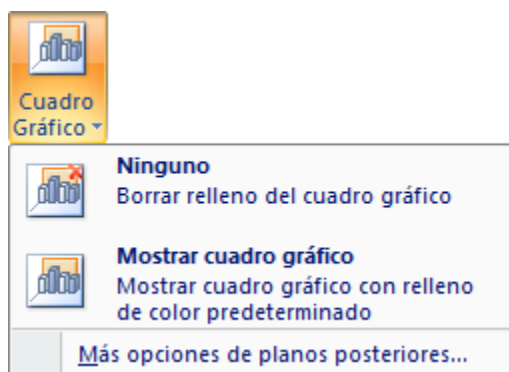 Cuadro
Gráfico
Ninguno
Borrar relleno del cuadro gráfico
Mostrar cuadro gráfico
Mostrar cuadro gráfico con relleno
de color predeterminado
Más opciones de planos posteriores...